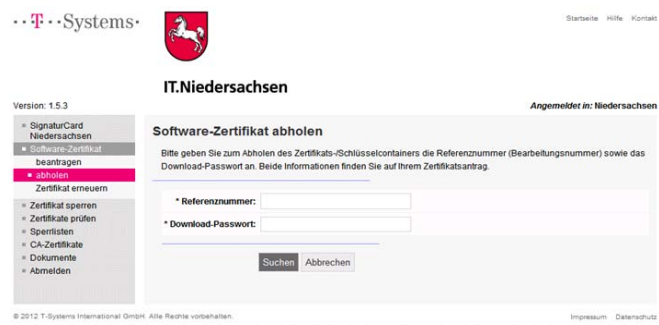 ··T··Systems·
Startseite Hilfe Kontakt
IT.Niedersachsen
Version: 1.5.3
Angemeldet in: Niedersachsen
SignaturCard
Niedersachsen
Software-Zertifikat
beantragen
abholen
Zertifikat erneuern
Zertifikat sperren
Zertifikate prüfen
Sperrlisten
CA-Zertifikate
Dokumente
Abmelden
Software-Zertifikat abholen
Bitte geben Sie zum Abholen des Zertifikats-/Schlüsselcontainers die Referenznummer (Bearbeitungsnummer) sowie das
Download-Passwort an. Beide Informationen finden Sie auf Ihrem Zertifikatsantrag.
* Referenznummer:
* Download-Passwort:
Suchen Abbrechen
© 2012 T-Systems International GmbH. Alle Rechte vorbehalten.
Impressum Datenschutz